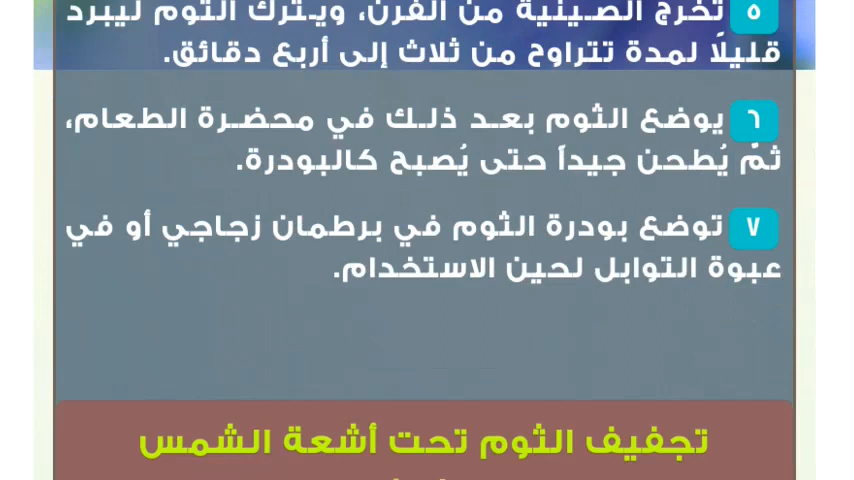 ٥ تخرج الصينية من الفرن، ويترك الثوم ليبرد
قليلًا لمدة تتراوح من ثلاث إلى أربع دقائق.
٦ يوضع الثوم بعد ذلك في محضرة الطعام،
ثمّ يُطحن جيداً حتى يُصبح كالبودرة.
٧ توضع بودرة الثوم في برطمان زجاجي أو في
عبوة التوابل لحين الاستخدام.
تجفيف الثوم تحت أشعة الشمس